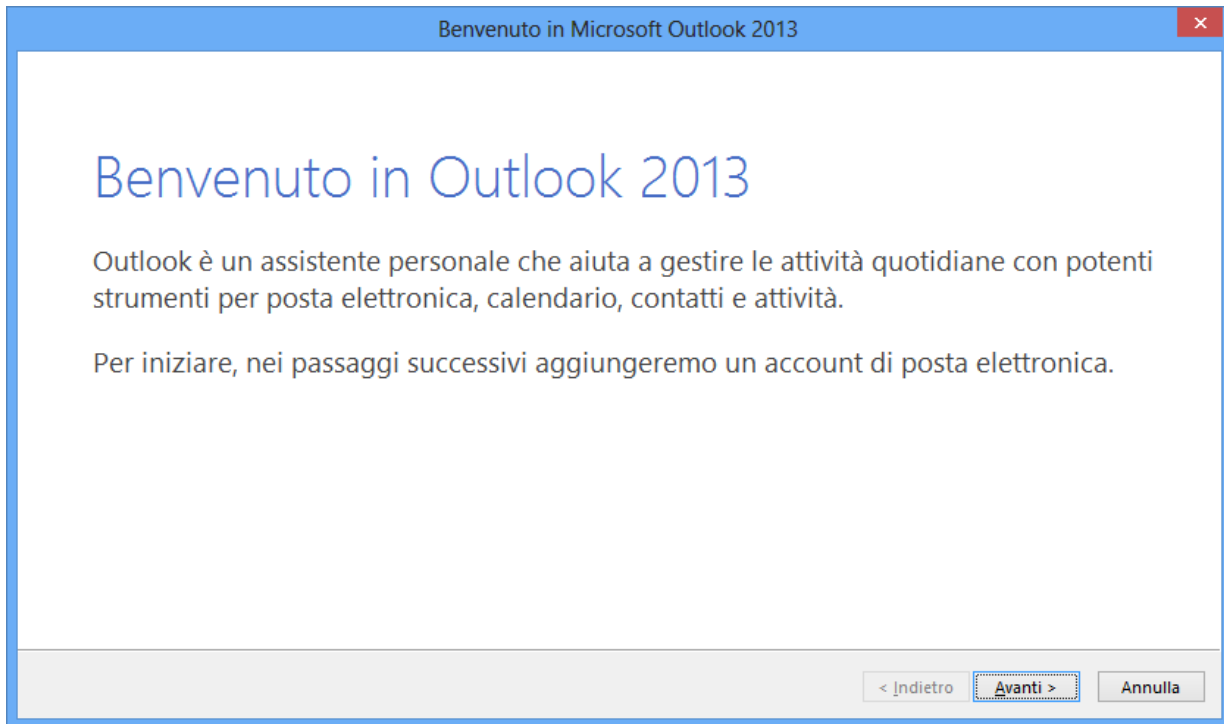 Benvenuto in Microsoft Outlook 2013
Benvenuto in Outlook 2013
Outlook è un assistente personale che aiuta a gestire le attività quotidiane con potenti
strumenti per posta elettronica, calendario, contatti e attività.
Per iniziare, nei passaggi successivi aggiungeremo un account di posta elettronica.
< Indietro Avanti > Annulla